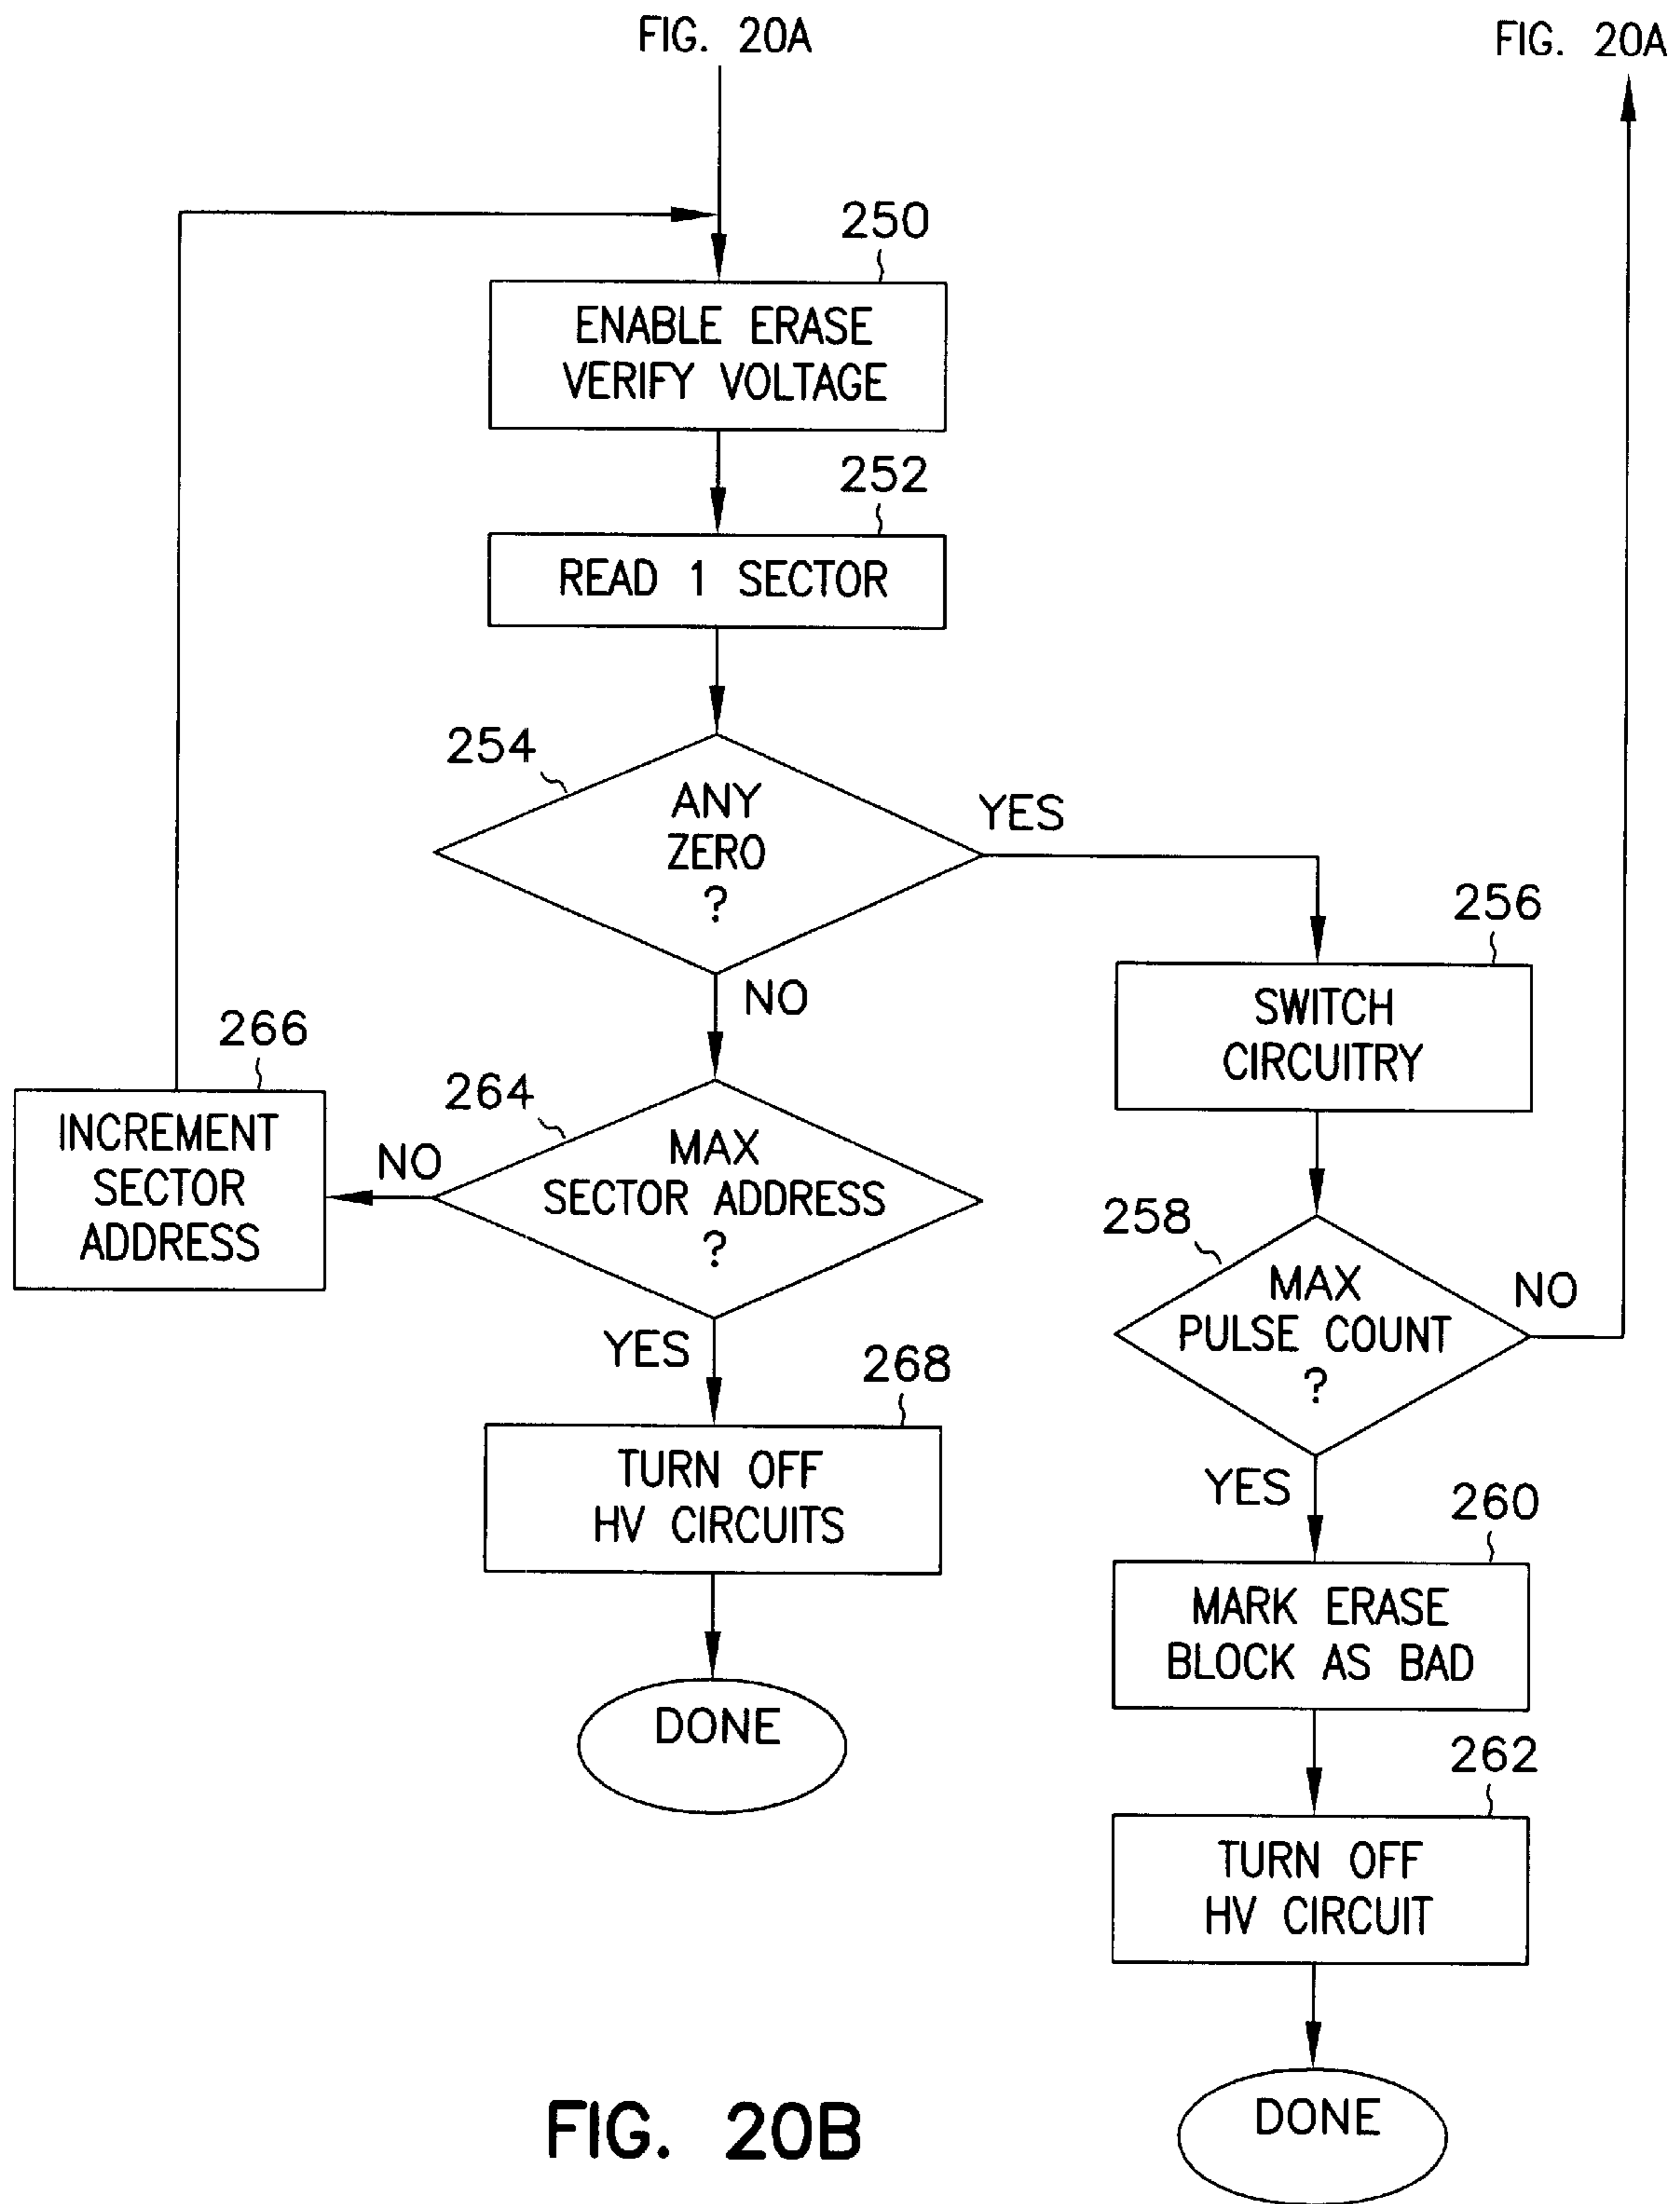 FIG. 20A
FIG. 20A
250
ENABLE ERASE
VERIFY VOLTAGE
252
READ 1 SECTOR
254
ANY
ZERO
?
YES
NO
256
SWITCH
CIRCUITRY
266
INCREMENT
SECTOR
ADDRESS
NO
264
MAX
SECTOR ADDRESS
?
YES
258
MAX
PULSE COUNT
?
NO
YES
268
TURN OFF
HV CIRCUITS
DONE
260
MARK ERASE
BLOCK AS BAD
262
TURN OFF
HV CIRCUIT
DONE
FIG. 20B